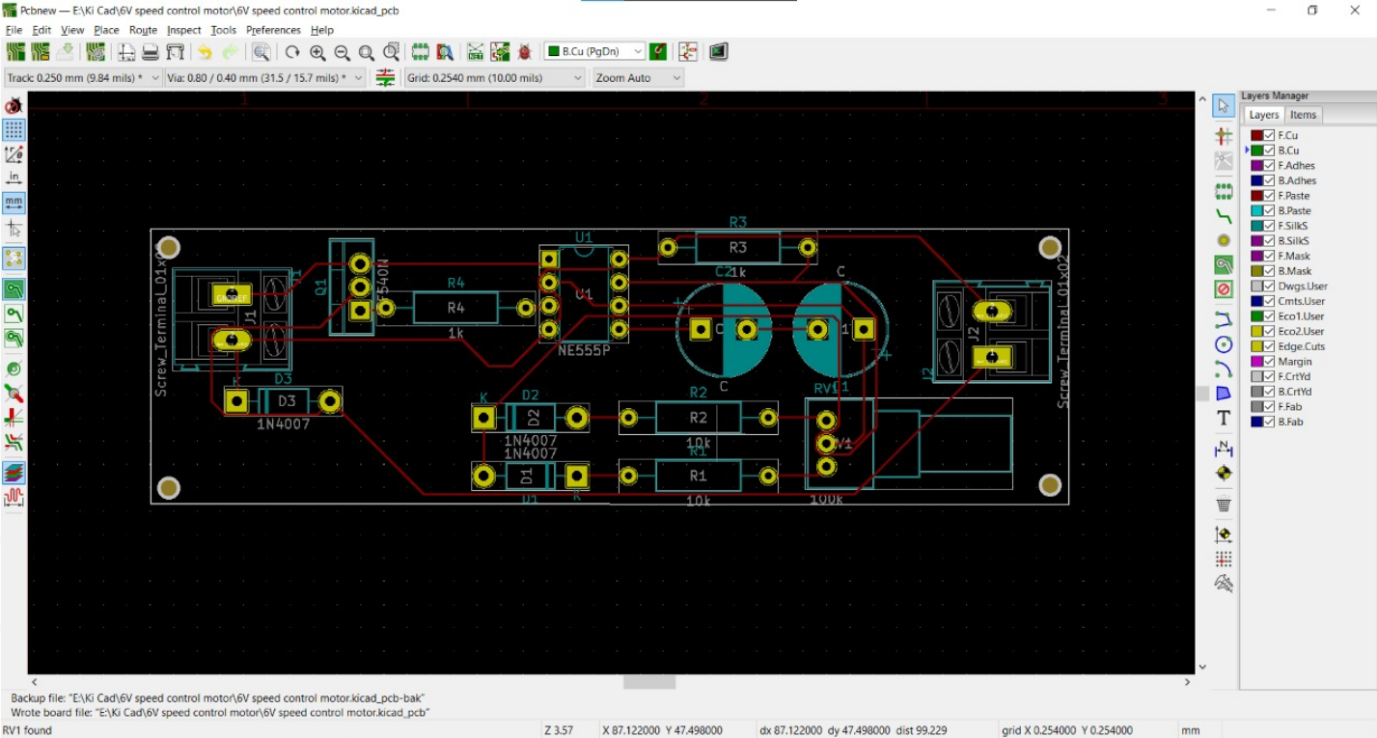 Pcbnew — E:\Ki Cad\6V speed control motor\6V speed control motor.kicad_pcb
File Edit View Place Route Inspect Tools Preferences Help
B.Cu (PgDn)
Track: 0.250 mm (9.84 mils) * Via: 0.80 / 0.40 mm (31.5 / 15.7 mils) * Grid: 0.2540 mm (10.00 mils) Zoom Auto
Layers Manager
Layers Items
F.Cu
B.Cu
F.Adhes
B.Adhes
F.Paste
B.Paste
F.SilkS
B.SilkS
F.Mask
B.Mask
Dwgs.User
Cmts.User
Eco1.User
Eco2.User
Edge.Cuts
Margin
F.CrtYd
B.CrtYd
F.Fab
B.Fab
in
mm
T
N
1 2 3
R3
R3
1k
U1
U1
NE555P
C2
C
C
C
C
1
J1
J1
GNDREF
Screw_Terminal_01x02
Q1
R4
R4
1k
J2
J2
Screw_Terminal_01x02
D3
D3
K
1N4007
K
D2
D2
1N4007
1N4007
D1
K
R2
R2
10k
R1
R1
10k
RV1
100k
Backup file: "E:\Ki Cad\6V speed control motor\6V speed control motor.kicad_pcb-bak"
Wrote board file: "E:\Ki Cad\6V speed control motor\6V speed control motor.kicad_pcb"
RV1 found Z 3.57 X 87.122000 Y 47.498000 dx 87.122000 dy 47.498000 dist 99.229 grid X 0.254000 Y 0.254000 mm